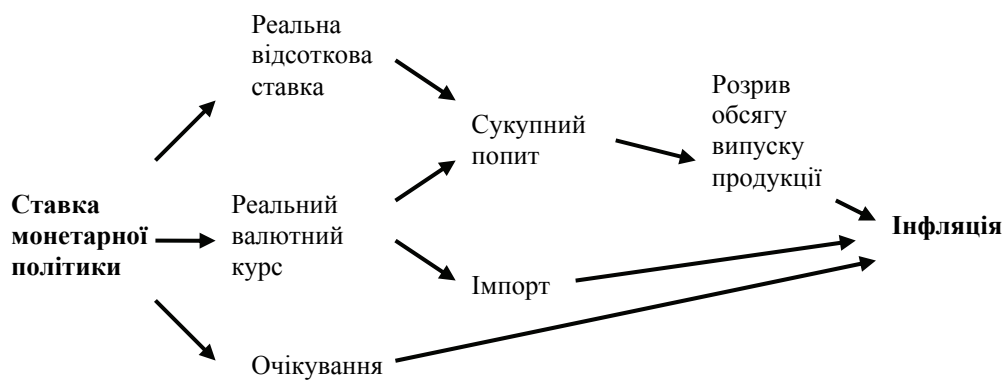 Реальна
відсоткова
ставка
Розрив
обсягу
випуску
продукції
Сукупний
попит
Ставка
монетарної
політики
Реальний
валютний
курс
Інфляція
Імпорт
Очікування